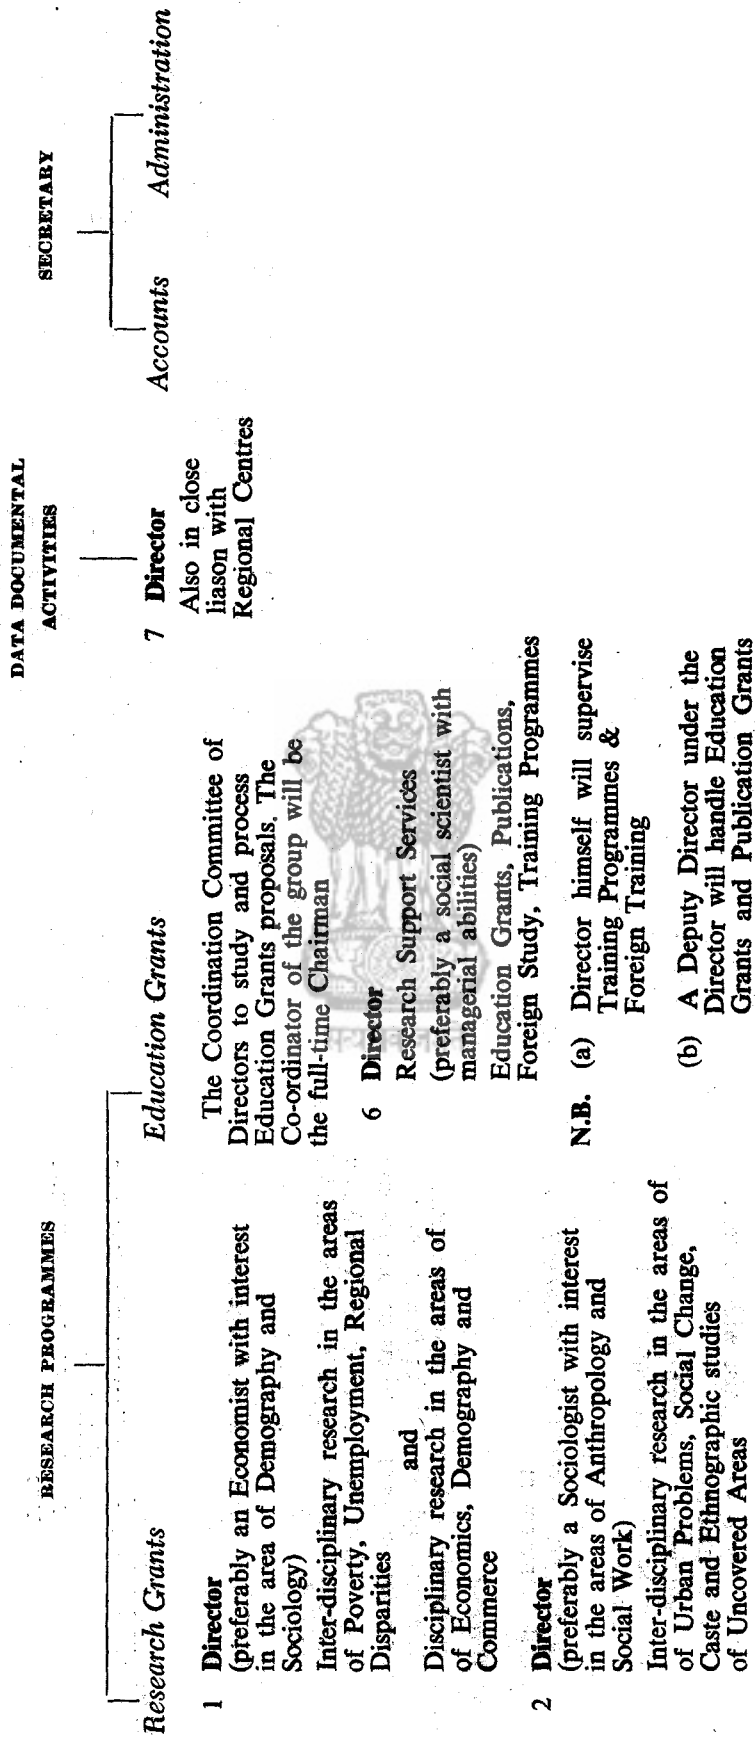 RESEARCH PROGRAMMES
Research Grants
1 Director
(preferably an Economist with interest
in the area of Demography and
Sociology)
Inter-disciplinary research in the areas
of Poverty, Unemployment, Regional
Disparities
and
Disciplinary research in the areas of
of Economics, Demography and
Commerce
2 Director
(preferably a Sociologist with interest
in the areas of Anthropology and
Social Work)
Inter-disciplinary research in the areas of
of Urban Problems, Social Change,
Caste and Ethnographic studies
of Uncovered Areas
Education Grants
The Coordination Committee of
Directors to study and process
Education Grants proposals. The
Co-ordinator of the group will be
the full-time Chairman
6 Director
Research Support Services
(preferably a social scientist with
managerial abilities)
Education Grants, Publications,
Foreign Study, Training Programmes
N.B. (a) Director himself will supervise
Training Programmes &
Foreign Training
(b) A Deputy Director under the
Director will handle Education
Grants and Publication Grants
DATA DOCUMENTAL
ACTIVITIES
7 Director
Also in close
liason with
Regional Centres
SECRETARY
Accounts
Administration